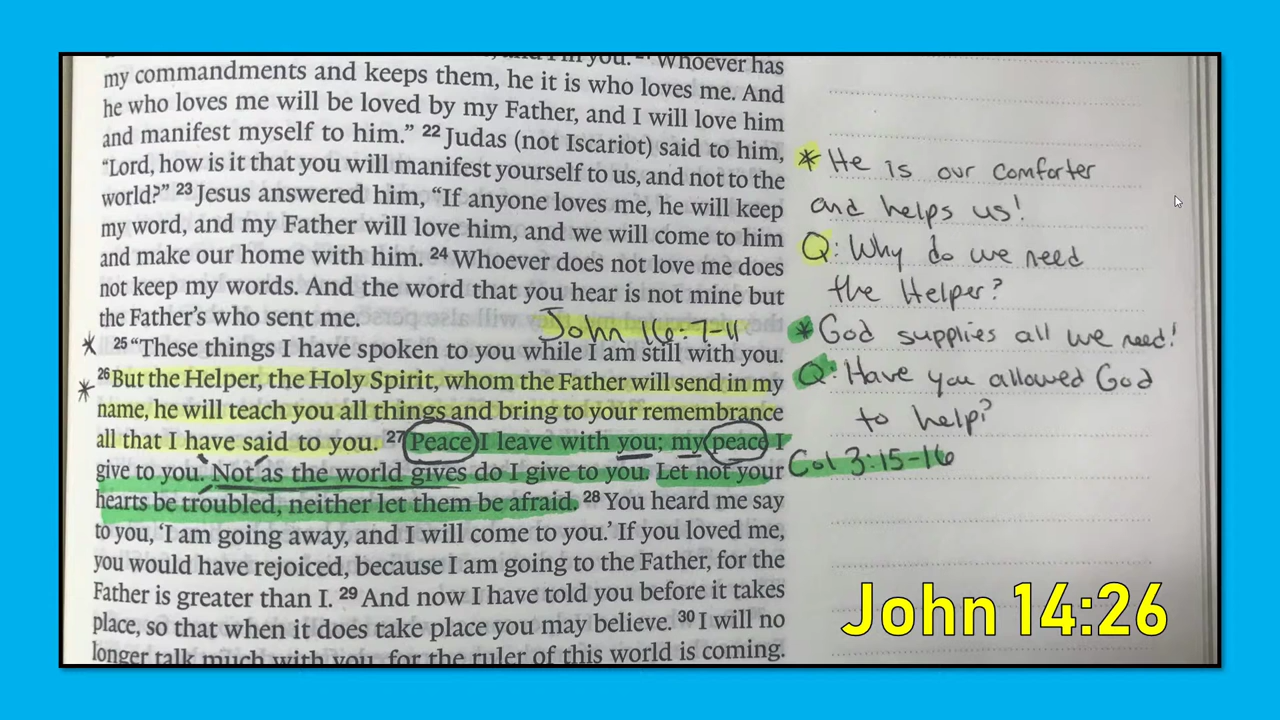 my commandments and keeps them, he it is who loves me. And
he who loves me will be loved by my Father, and I will love him
and manifest myself to him.” 22 Judas (not Iscariot) said to him,
“Lord, how is it that you will manifest yourself to us, and not to the
world?” 23 Jesus answered him, “If anyone loves me, he will keep
my word, and my Father will love him, and we will come to him
and make our home with him. 24 Whoever does not love me does
not keep my words. And the word that you hear is not mine but
the Father’s who sent me.
John 16:7-11
25 “These things I have spoken to you while I am still with you.
26 But the Helper, the Holy Spirit, whom the Father will send in my
name, he will teach you all things and bring to your remembrance
all that I have said to you. 27 Peace I leave with you; my peace I
give to you. Not as the world gives do I give to you. Let not your
hearts be troubled, neither let them be afraid. 28 You heard me say
to you, ‘I am going away, and I will come to you.’ If you loved me,
you would have rejoiced, because I am going to the Father, for the
Father is greater than I. 29 And now I have told you before it takes
place, so that when it does take place you may believe. 30 I will no
longer talk much with you, for the ruler of this world is coming.
* He is our comforter
and helps us!
Q: Why do we need
the Helper?
* God supplies all we need!
Q: Have you allowed God
to help?
Col 3:15-16
John 14:26